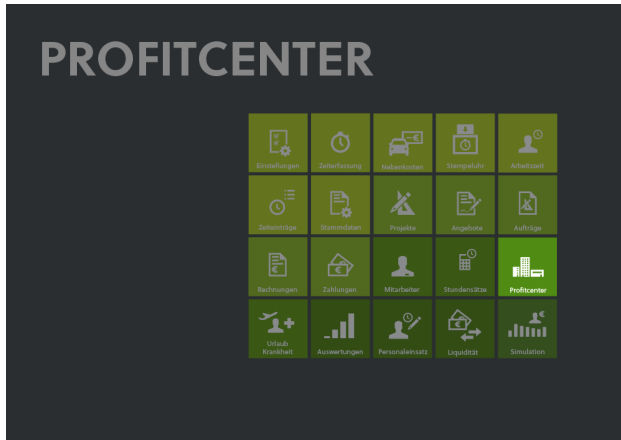 PROFITCENTER
Einstellungen
Zeiterfassung
Nebenkosten
Stempeluhr
Arbeitszeit
Zeiteinträge
Stammdaten
Projekte
Angebote
Aufträge
Rechnungen
Zahlungen
Mitarbeiter
Stundensätze
Profitcenter
Urlaub
Krankheit
Auswertungen
Personaleinsatz
Liquidität
Simulation